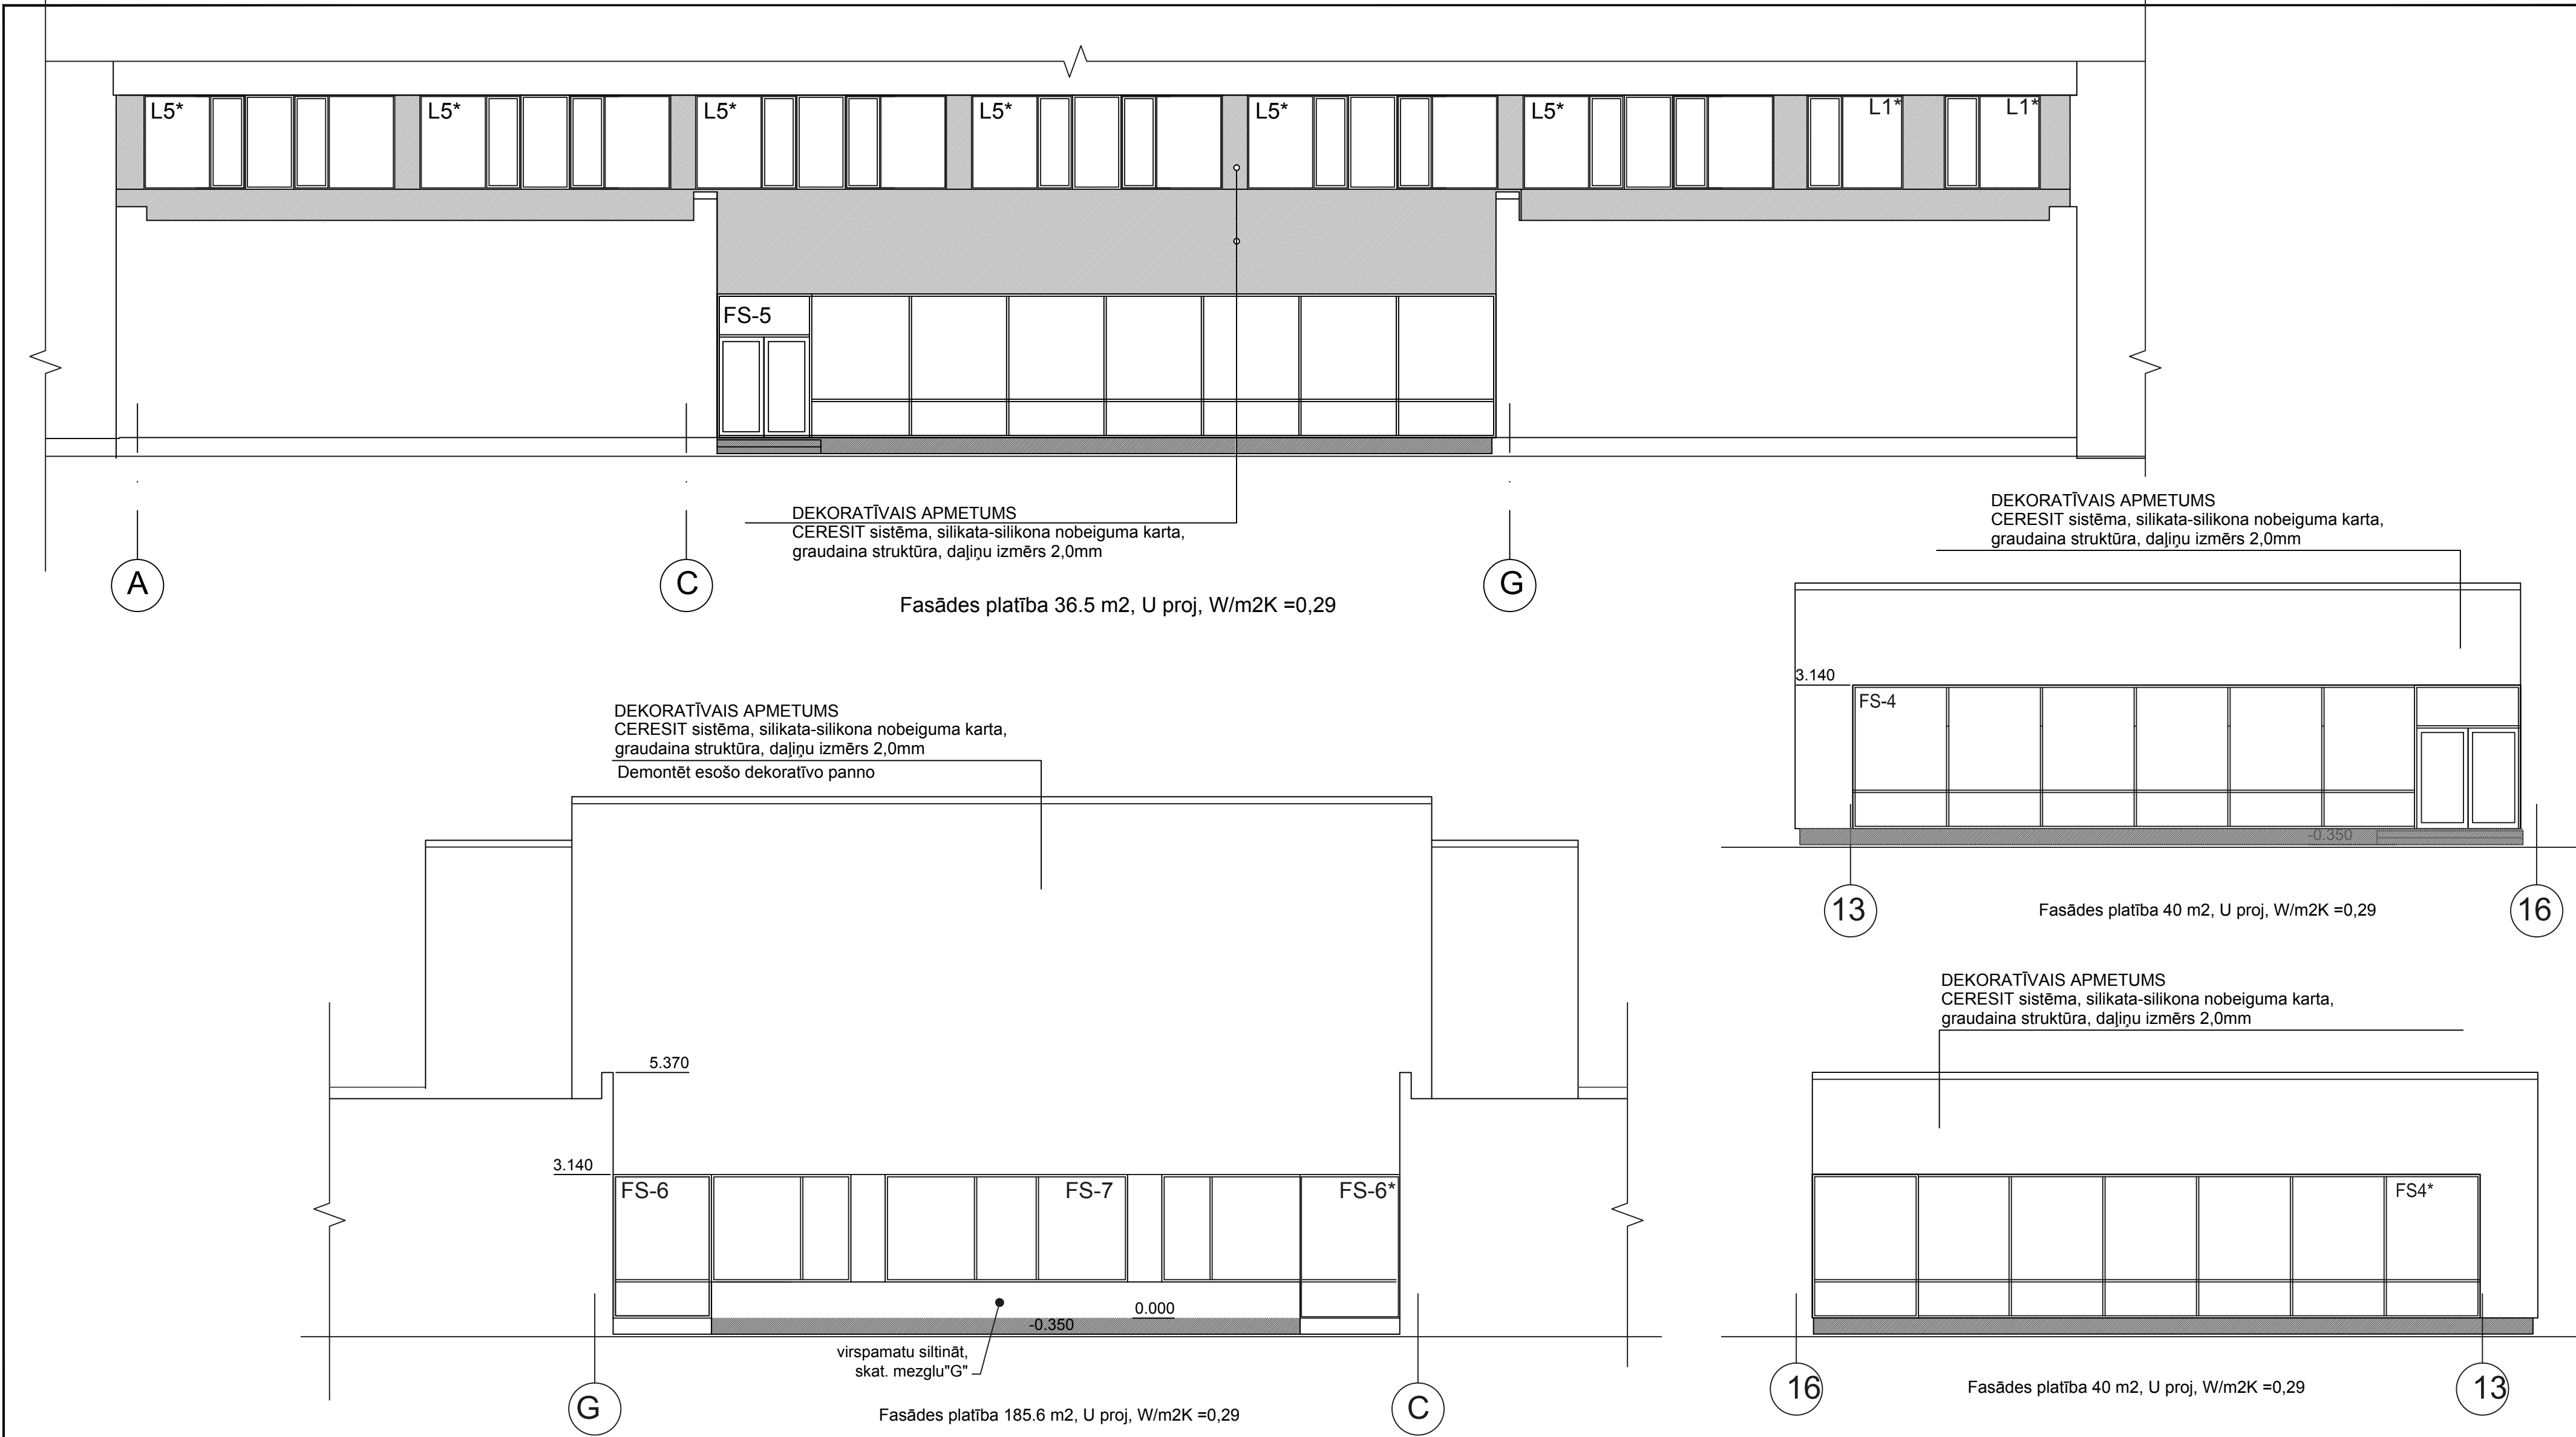 L5* L5* L5* L5* L5* L5* L1* L1*
FS-5
DEKORATĪVAIS APMETUMS
CERESIT sistēma, silikata-silikona nobeiguma karta,
graudaina struktūra, daļiņu izmērs 2,0mm
A C G
Fasādes platība 36.5 m2, U proj, W/m2K =0,29
DEKORATĪVAIS APMETUMS
CERESIT sistēma, silikata-silikona nobeiguma karta,
graudaina struktūra, daļiņu izmērs 2,0mm
3.140
FS-4
-0.350
13 16
Fasādes platība 40 m2, U proj, W/m2K =0,29
DEKORATĪVAIS APMETUMS
CERESIT sistēma, silikata-silikona nobeiguma karta,
graudaina struktūra, daļiņu izmērs 2,0mm
Demontēt esošo dekoratīvo panno
5.370
3.140
FS-6 FS-7 FS-6*
0.000
-0.350
virspamatu siltināt,
skat. mezglu"G"
G C
Fasādes platība 185.6 m2, U proj, W/m2K =0,29
DEKORATĪVAIS APMETUMS
CERESIT sistēma, silikata-silikona nobeiguma karta,
graudaina struktūra, daļiņu izmērs 2,0mm
FS4*
16 13
Fasādes platība 40 m2, U proj, W/m2K =0,29